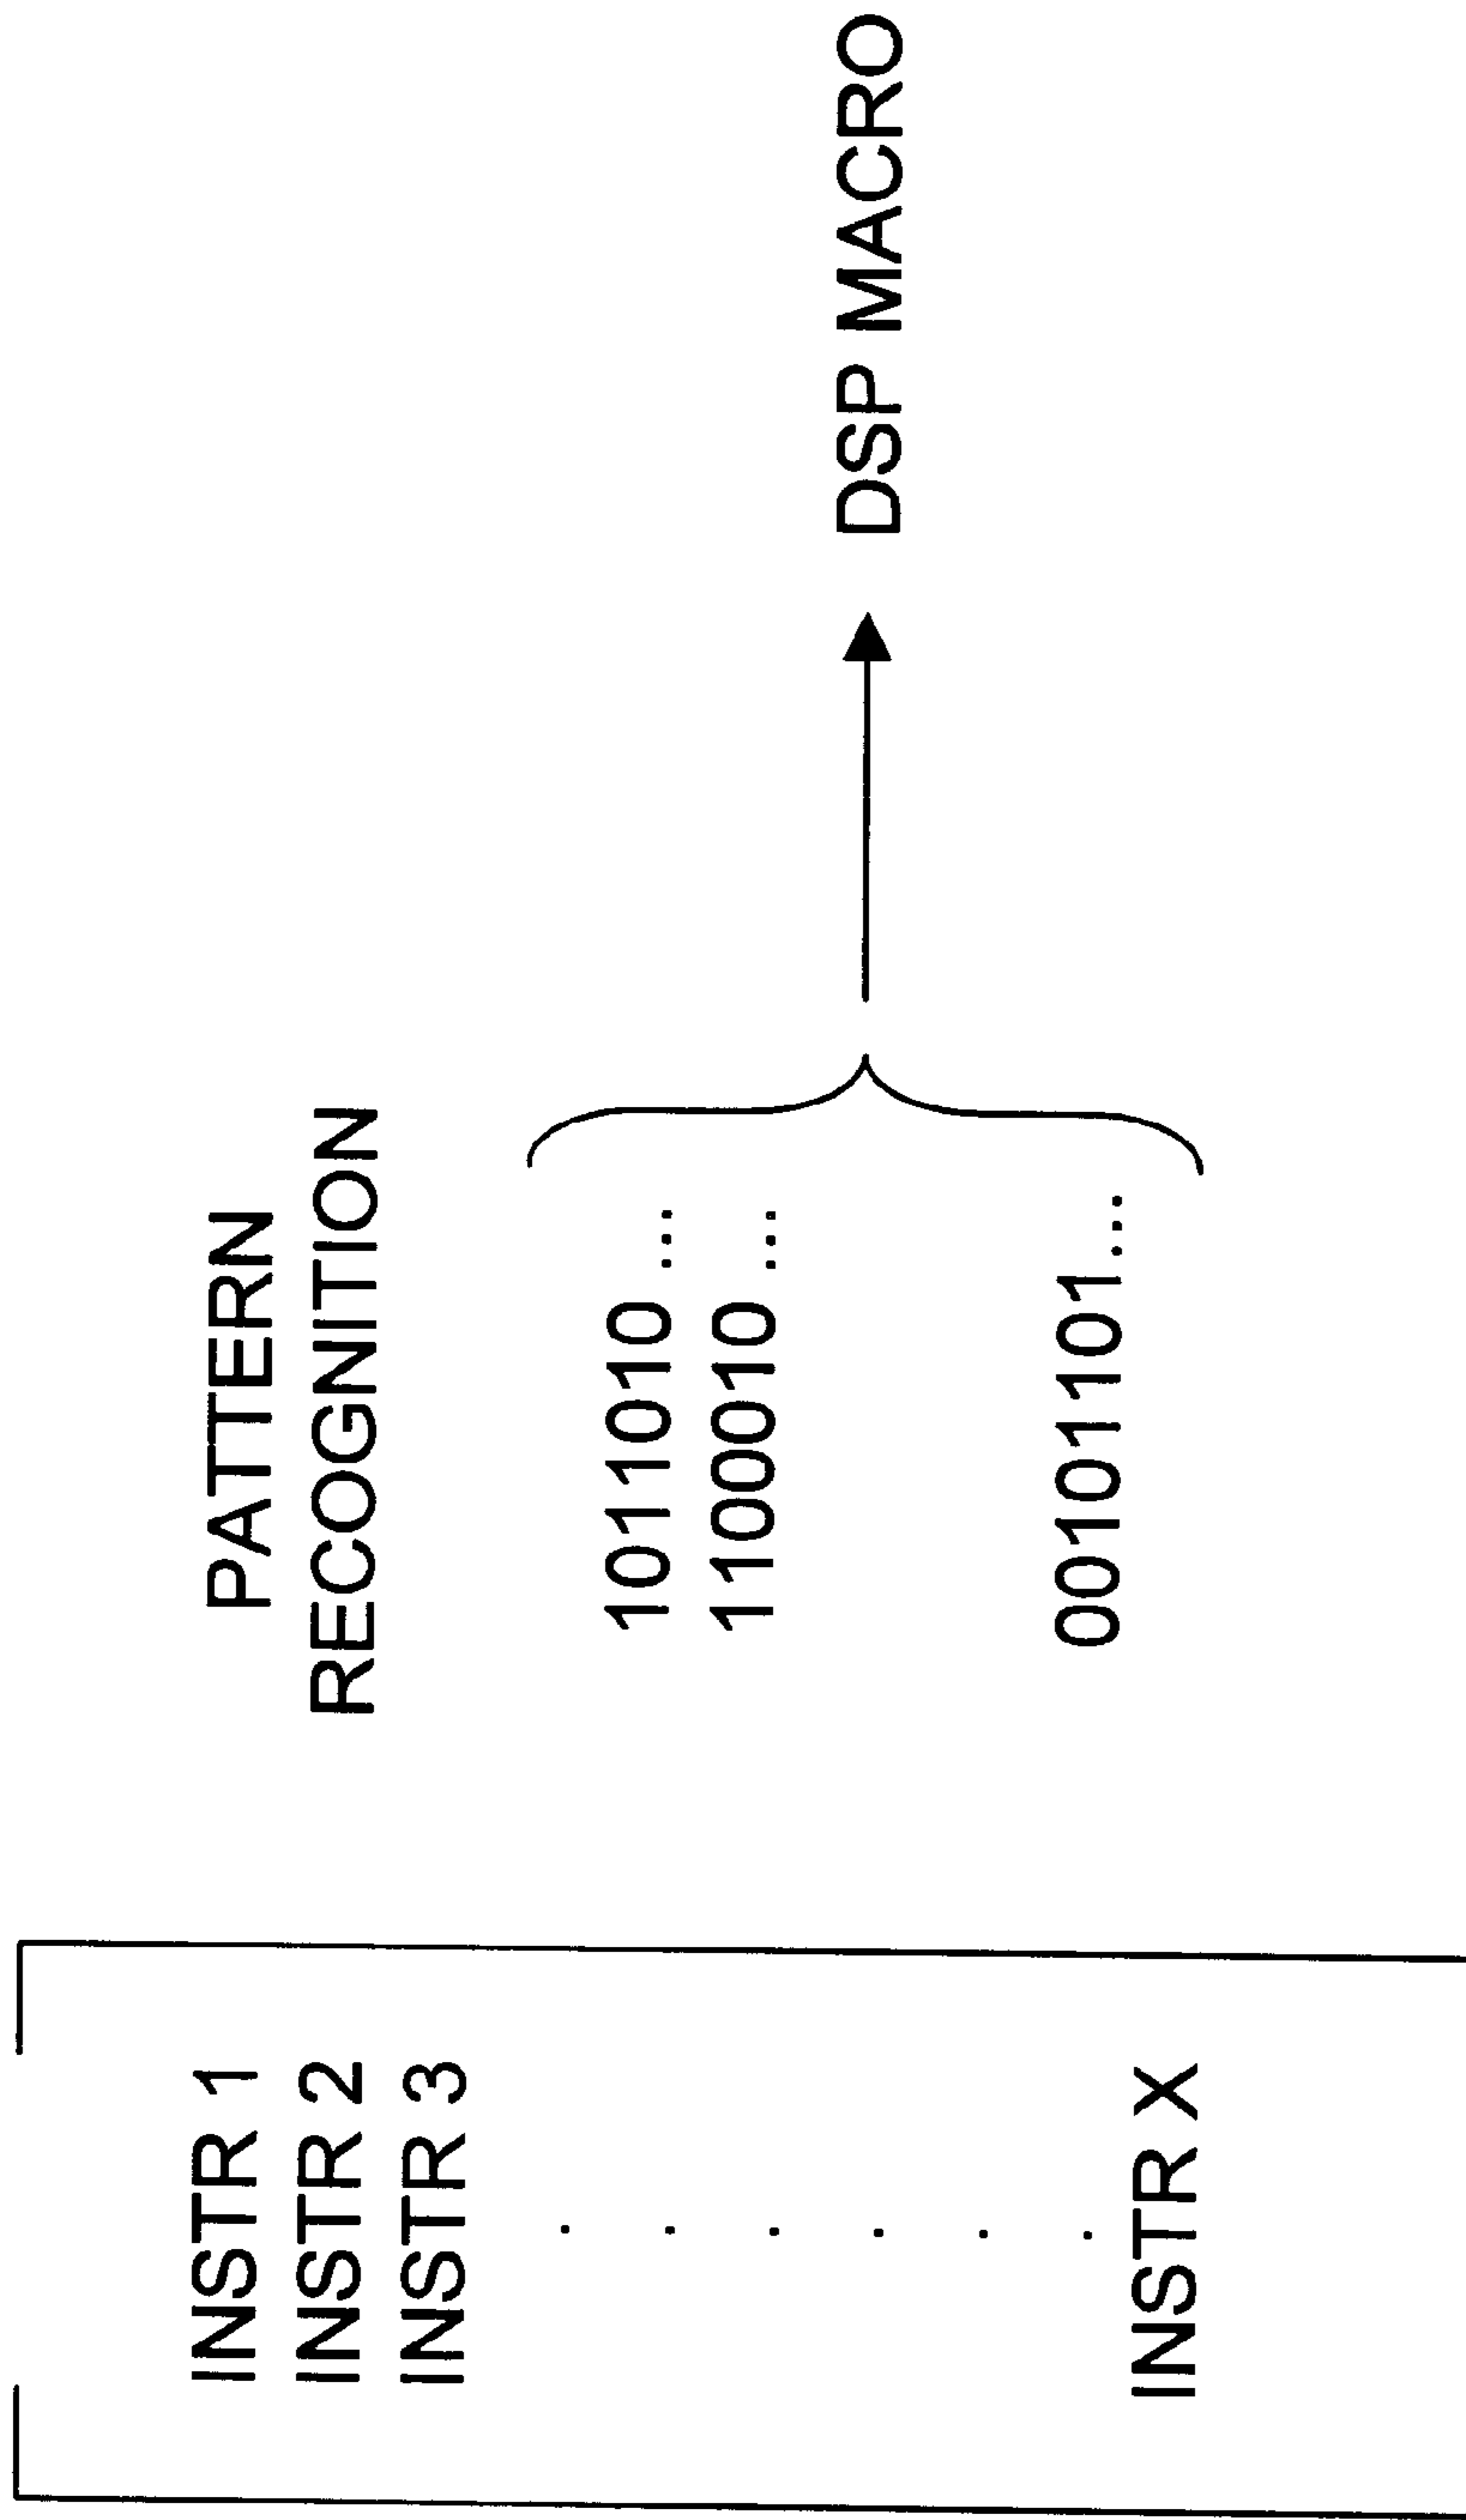 INSTR 1
INSTR 2
INSTR 3
.
.
.
.
.
.
INSTR X
PATTERN
RECOGNITION
1011010 ...
1100010 ...
00101101...
DSP MACRO